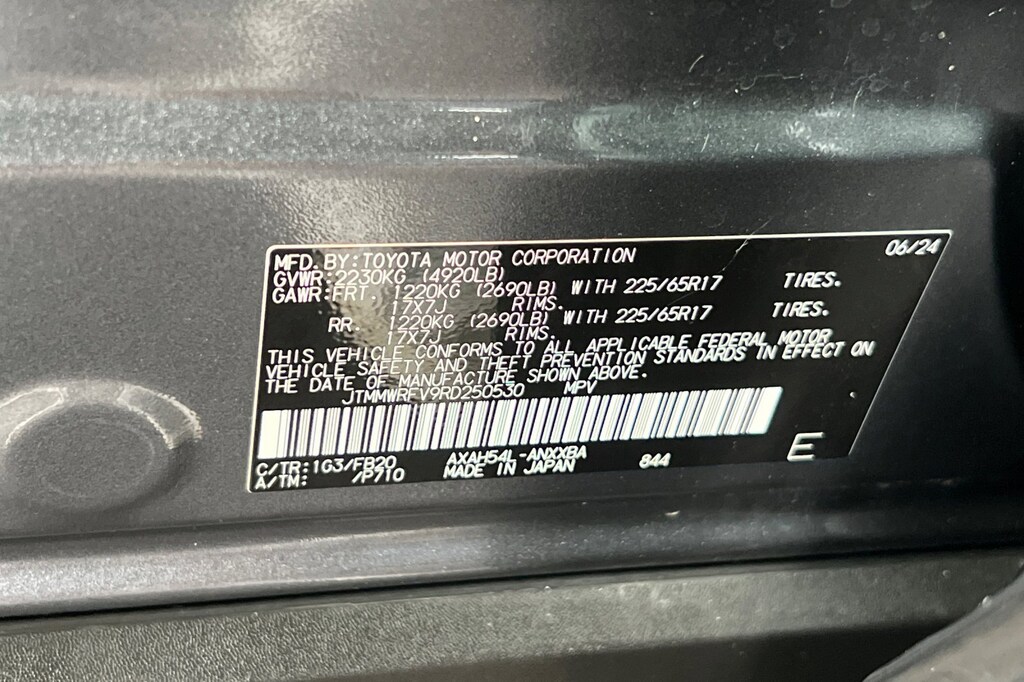 MFD. BY:TOYOTA MOTOR CORPORATION 06/24
GVWR:2230KG (4920LB)
GAWR:FRT. 1220KG (2690LB) WITH 225/65R17 TIRES.
17X7J RIMS.
RR. 1220KG (2690LB) WITH 225/65R17 TIRES.
17X7J RIMS.
THIS VEHICLE CONFORMS TO ALL APPLICABLE FEDERAL MOTOR
VEHICLE SAFETY AND THEFT PREVENTION STANDARDS IN EFFECT ON
THE DATE OF MANUFACTURE SHOWN ABOVE.
JTMMWRFV9RD250530 MPV
C/TR:1G3/FB20 AXAH54L-ANXXBA 844 E
A/TM: /P710 MADE IN JAPAN